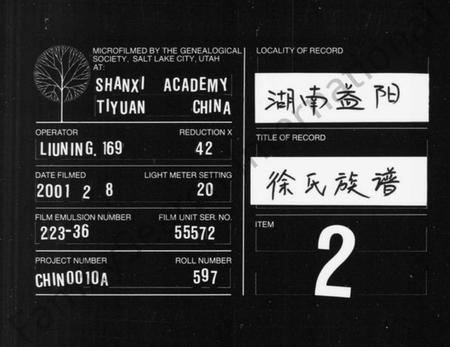 MICROFILMED BY THE GENEALOGICAL
SOCIETY, SALT LAKE CITY, UTAH
AT:
SHANXI ACADEMY
TIYUAN CHINA
OPERATOR REDUCTION X
LIUNING. 169 42
DATE FILMED LIGHT METER SETTING
2001 2 8 20
FILM EMULSION NUMBER FILM UNIT SER. NO.
223-36 55572
PROJECT NUMBER ROLL NUMBER
CHIN0010A 597
LOCALITY OF RECORD
湖南益阳
TITLE OF RECORD
徐氏族谱
ITEM
2